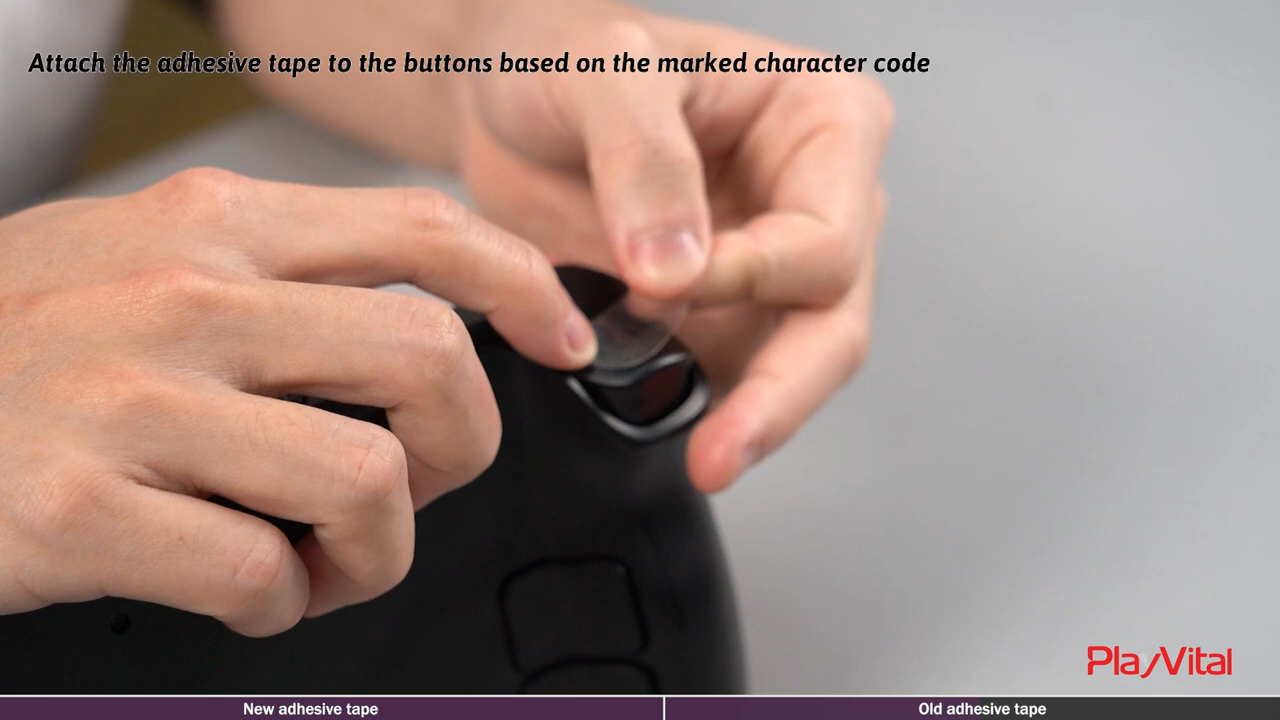 Attach the adhesive tape to the buttons based on the marked character code
PlayVital
New adhesive tape
Old adhesive tape